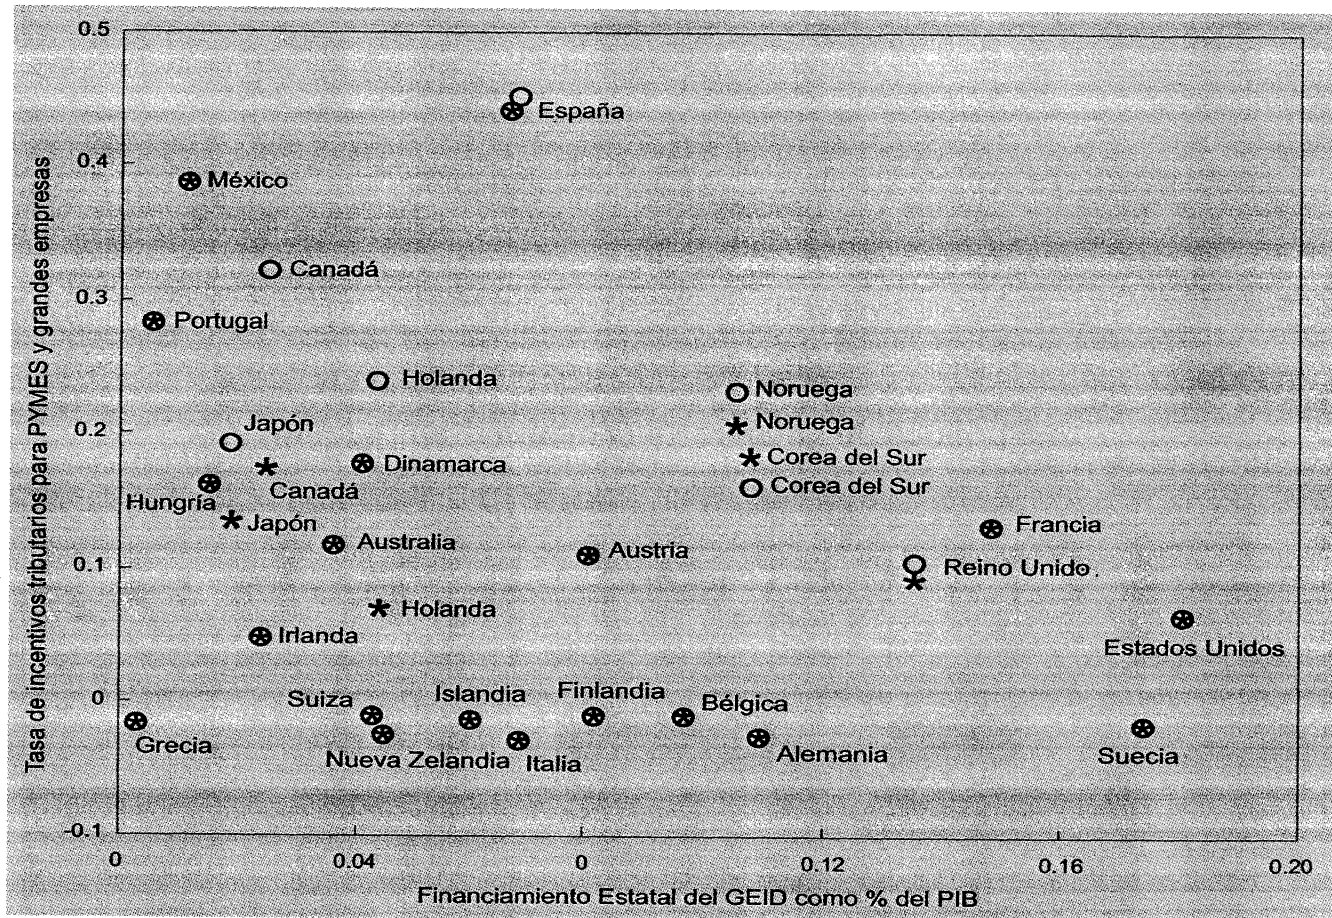 Tasa de incentivos tributarios para PYMES y grandes empresas
0.5
0.4
0.3
0.2
0.1
0
-0.1
España
México
Canadá
Portugal
Holanda
Noruega
Japón
Noruega
Dinamarca
Corea del Sur
Canadá
Corea del Sur
Hungría
Japón
Francia
Australia
Austria
Reino Unido.
Holanda
Irlanda
Estados Unidos
Suiza
Islandia
Finlandia
Bélgica
Grecia
Nueva Zelandia
Italia
Alemania
Suecia
0 0.04 0 0.12 0.16 0.20
Financiamiento Estatal del GEID como % del PIB